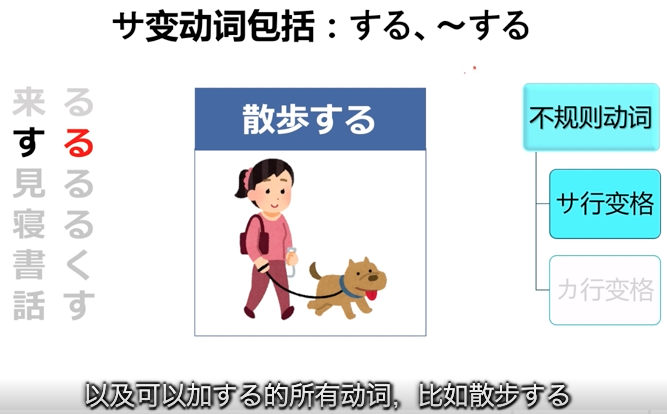 サ变动词包括：する、～する
来る
する
見る
寝る
書く
話す
散歩する
不规则动词
サ行变格
カ行变格
以及可以加する的所有动词，比如散步する